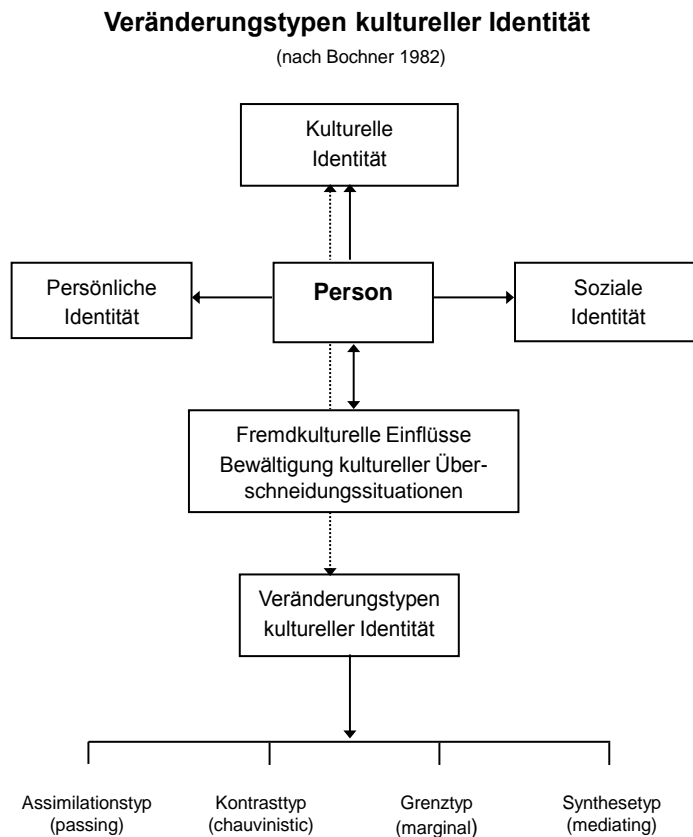 Veränderungstypen kultureller Identität
(nach Bochner 1982)
Kulturelle
Identität
Persönliche
Identität
Person
Soziale
Identität
Fremdkulturelle Einflüsse
Bewältigung kultureller Über-
schneidungssituationen
Veränderungstypen
kultureller Identität
Assimilationstyp
(passing)
Kontrasttyp
(chauvinistic)
Grenztyp
(marginal)
Synthesetyp
(mediating)